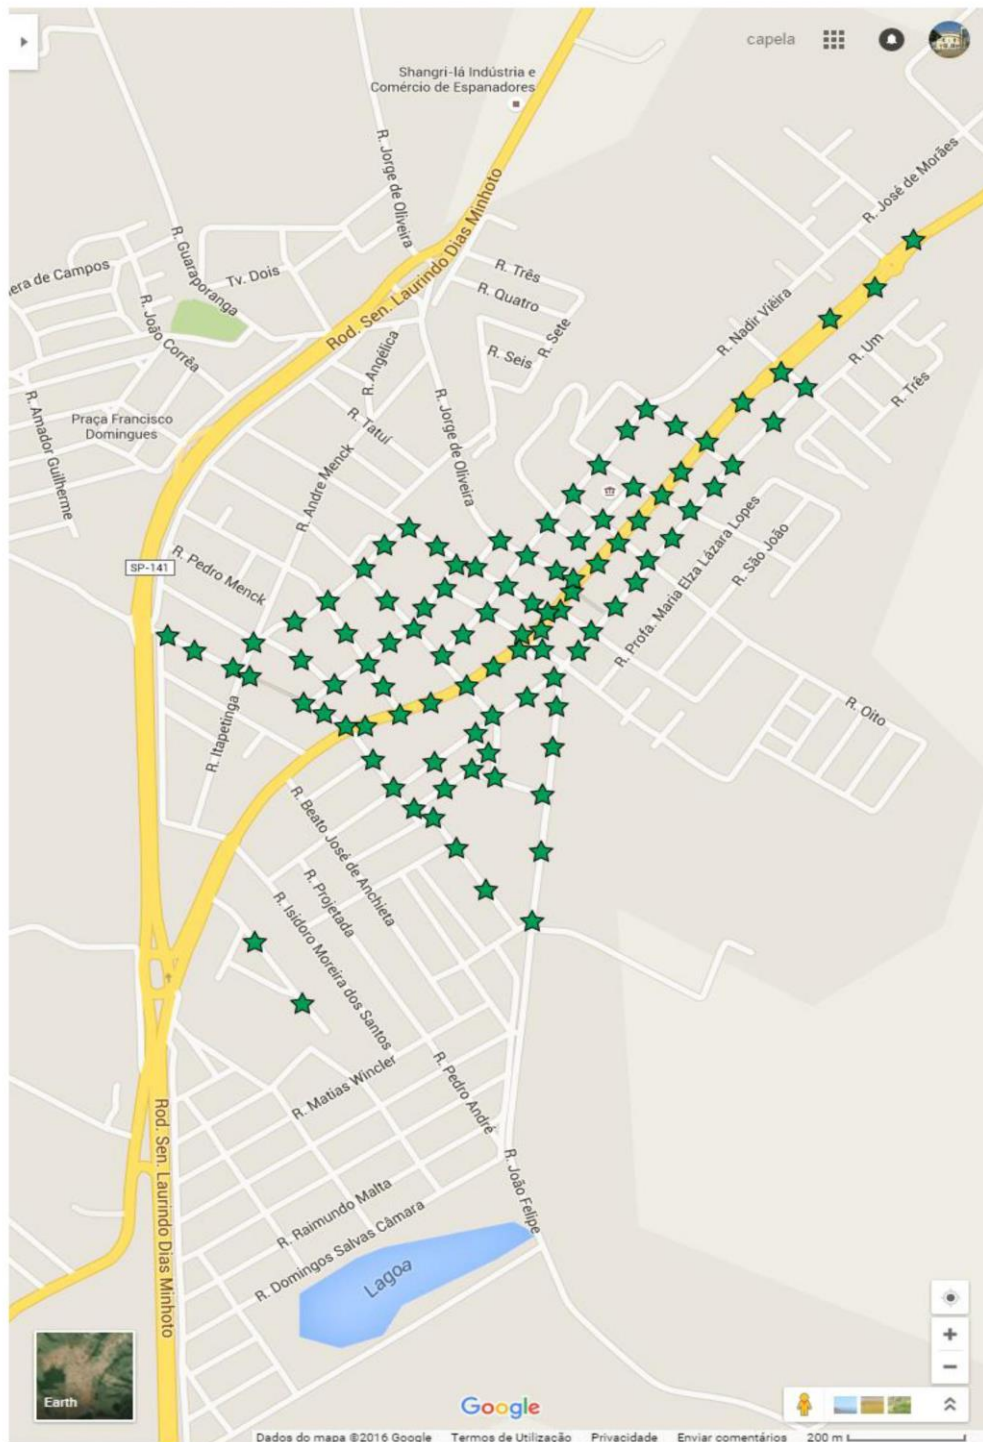 capela
Shangri-lá Indústria e
Comércio de Espanadores
R. Jorge de Oliveira
R. José de Morães
Rod. Sen. Laurindo Dias Minhoto
R. Guaraporanga
Tv. Dois
era de Campos
R. João Corrêa
R. Três
R. Quatro
R. Sete
R. Seis
R. Nadir Viêira
R. Um
R. Três
R. Angélica
R. Amador Guilherme
Praça Francisco
Domingues
R. Tatuí
R. Jorge de Oliveira
R. Andre Menck
R. Pedro Menck
SP-141
R. Profa. Maria Elza Lázara Lopes
R. São João
R. Oito
R. Itapetinga
R. Beato José de Anchieta
R. Projetada
R. Isidoro Moreira dos Santos
R. Matias Wincler
R. Pedro André
Rod. Sen. Laurindo Dias Minhoto
R. João Felipe
R. Raimundo Malta
R. Domingos Salvas Câmara
Lagoa
Earth
Google
Dados do mapa ©2016 Google Termos de Utilização Privacidade Enviar comentários 200 m